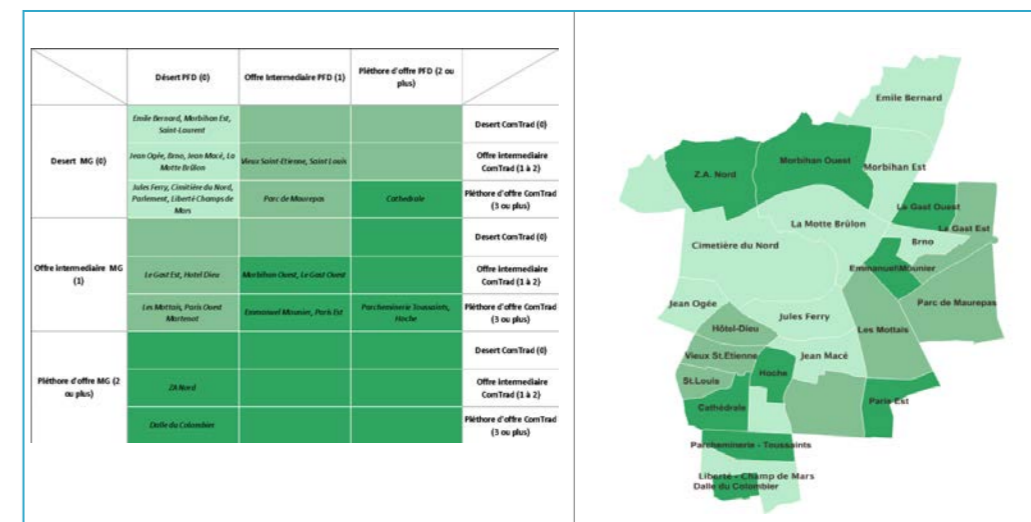 Désert PFD (0)
Offre Intermediaire PFD (1)
Pléthore d'offre PFD (2 ou
plus)
Desert MG (0)
Emile Bernard, Morbihan Est,
Saint-Laurent
Desert ComTrad (0)
Jean Ogée, Brno, Jean Macé, La
Motte Brûlon
Vieux Saint-Etienne, Saint Louis
Offre intermediaire
ComTrad (1 à 2)
Jules Ferry, Cimitière du Nord,
Parlement, Liberté Champs de
Mars
Parc de Maurepas
Cathedrale
Pléthore d'offre ComTrad
(3 ou plus)
Offre intermediaire MG
(1)
Desert ComTrad (0)
Le Gast Est, Hotel Dieu
Morbihan Ouest, Le Gast Ouest
Offre intermediaire
ComTrad (1 à 2)
Les Mottais, Paris Ouest
Martenot
Emmanuel Mounier, Paris Est
Parcheminerie Toussaints,
Hoche
Pléthore d'offre ComTrad
(3 ou plus)
Pléthore d'offre MG (2
ou plus)
Desert ComTrad (0)
ZA Nord
Offre intermediaire
ComTrad (1 à 2)
Dalle du Colombier
Pléthore d'offre ComTrad
(3 ou plus)
Emile Bernard
Morbihan Ouest
Morbihan Est
Z.A. Nord
Le Gast Ouest
La Motte Brûlon
Le Gast Est
Brno
Cimetière du Nord
Emmanuel Mounier
Parc de Maurepas
Jean Ogée
Jules Ferry
Hôtel-Dieu
Les Mottais
Vieux St.Etienne
Jean Macé
Hoche
St.Louis
Cathédrale
Paris Est
Parcheminerie - Toussaints
Liberté - Champ de Mars
Dalle du Colombier